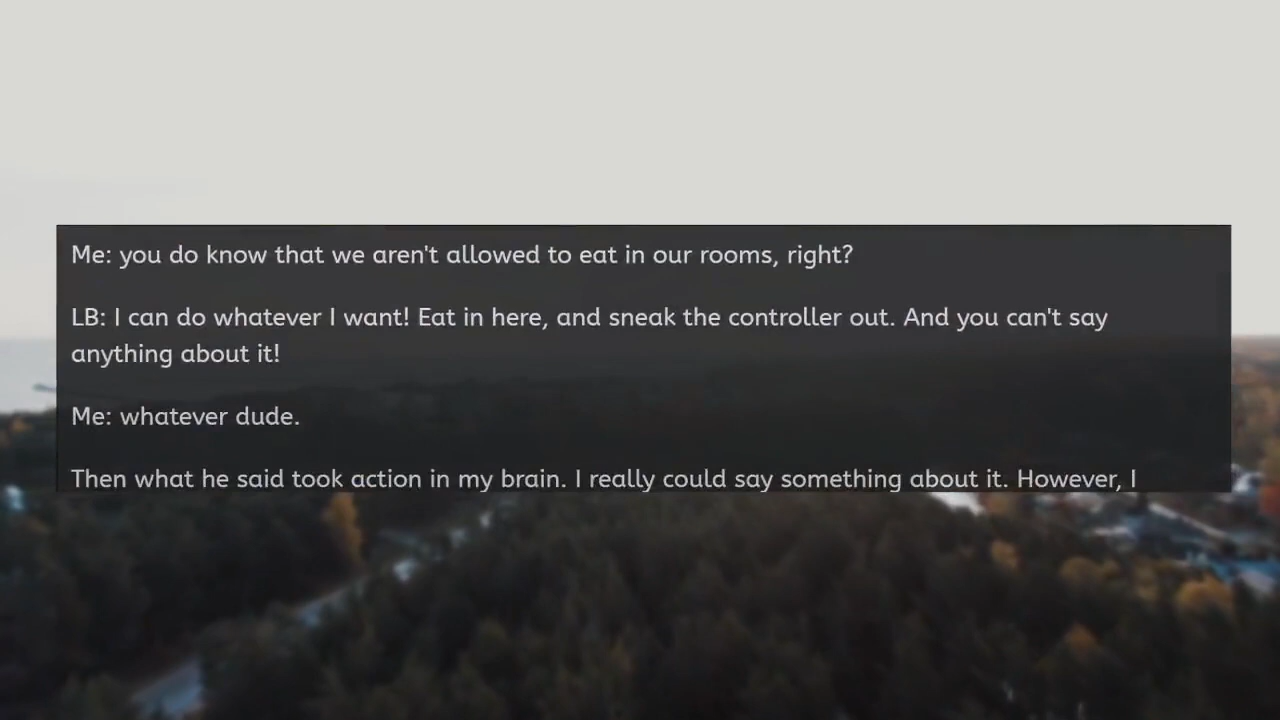 Me: you do know that we aren't allowed to eat in our rooms, right?
LB: I can do whatever I want! Eat in here, and sneak the controller out. And you can't say
anything about it!
Me: whatever dude.
Then what he said took action in my brain. I really could say something about it. However, I